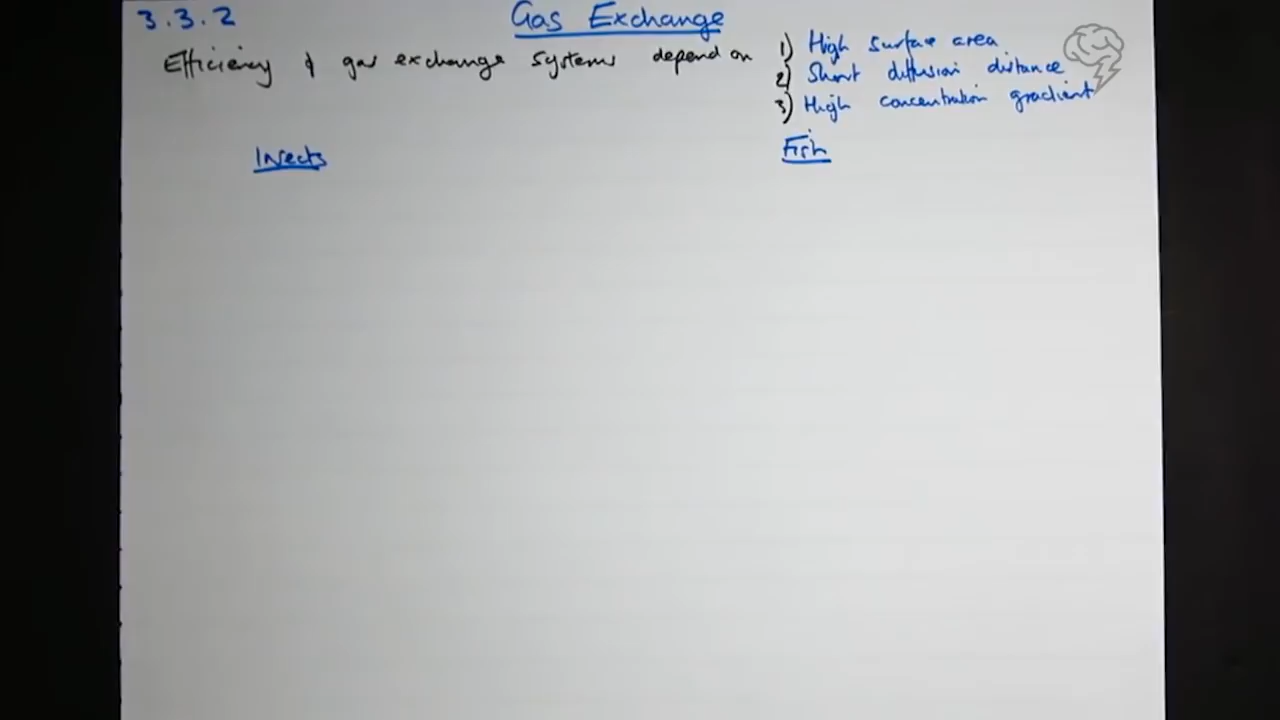 3.3.2
Gas Exchange
Efficiency of gas exchange systems depend on
1) High surface area
2) Short diffusion distance
3) High concentration gradient
Insects
Fish